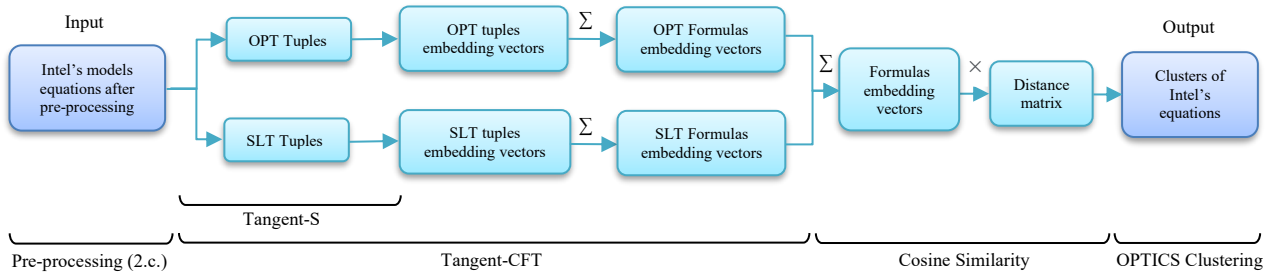 Input
Intel's models
equations after
pre-processing
OPT Tuples
OPT tuples
embedding vectors
∑
OPT Formulas
embedding vectors
SLT Tuples
SLT tuples
embedding vectors
∑
SLT Formulas
embedding vectors
∑
Formulas
embedding
vectors
×
Distance
matrix
Output
Clusters of
Intel's
equations
Tangent-S
Pre-processing (2.c.)
Tangent-CFT
Cosine Similarity
OPTICS Clustering